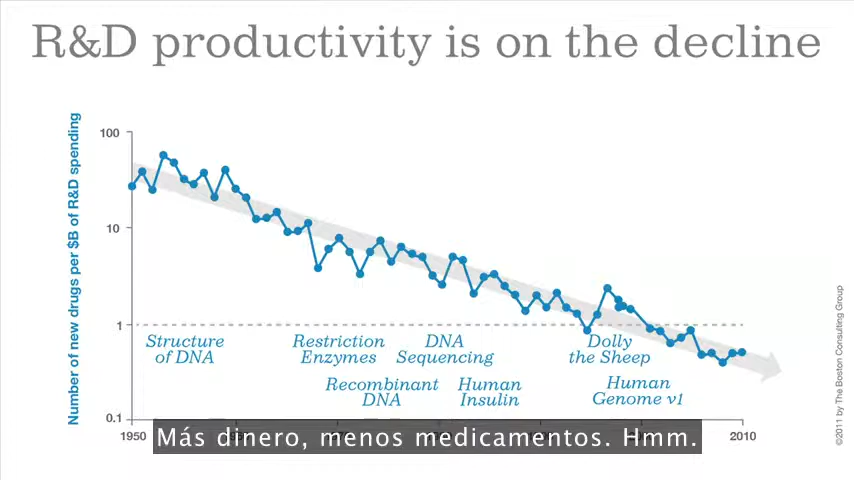 R&D productivity is on the decline
Number of new drugs per $B of R&D spending
100
10
1
0.1
Structure
of DNA
Restriction
Enzymes
DNA
Sequencing
Dolly
the Sheep
Recombinant
DNA
Human
Insulin
Human
Genome v1
1950
2010
Más dinero, menos medicamentos. Hmm.
©2011 by The Boston Consulting Group